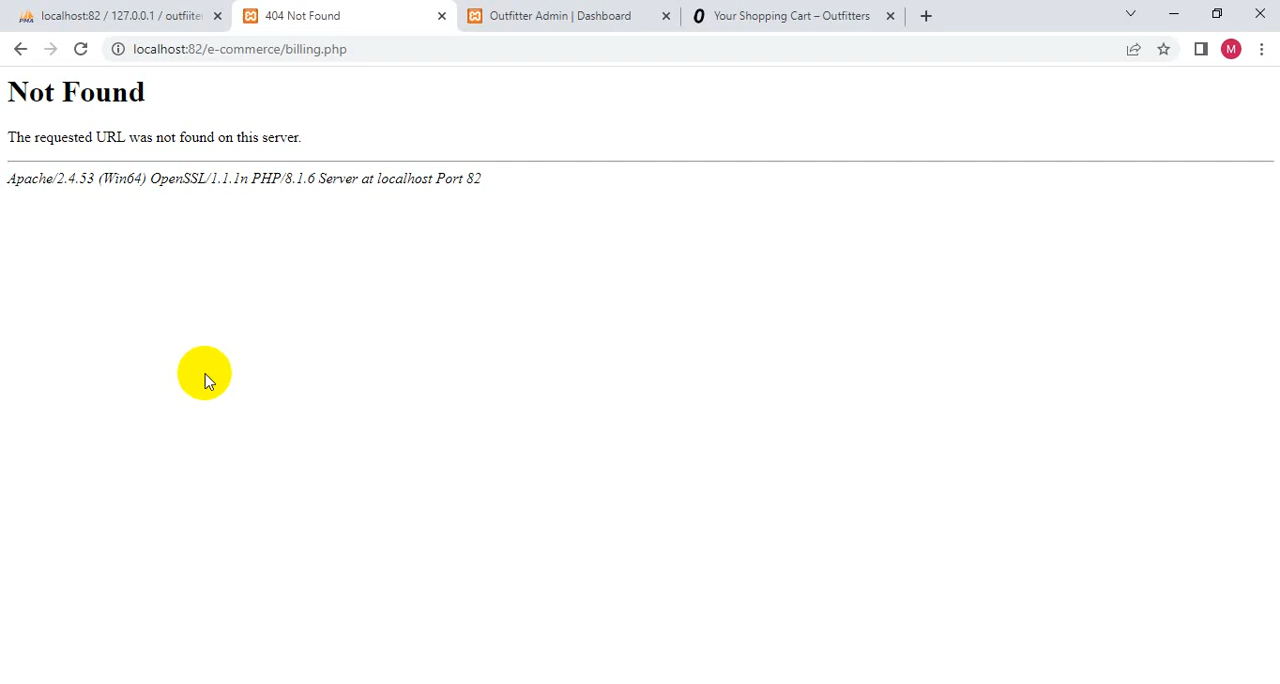 localhost:82 / 127.0.0.1 / outfiite
404 Not Found
Outfitter Admin | Dashboard
Your Shopping Cart – Outfitters
localhost:82/e-commerce/billing.php
M
Not Found
The requested URL was not found on this server.
Apache/2.4.53 (Win64) OpenSSL/1.1.1n PHP/8.1.6 Server at localhost Port 82